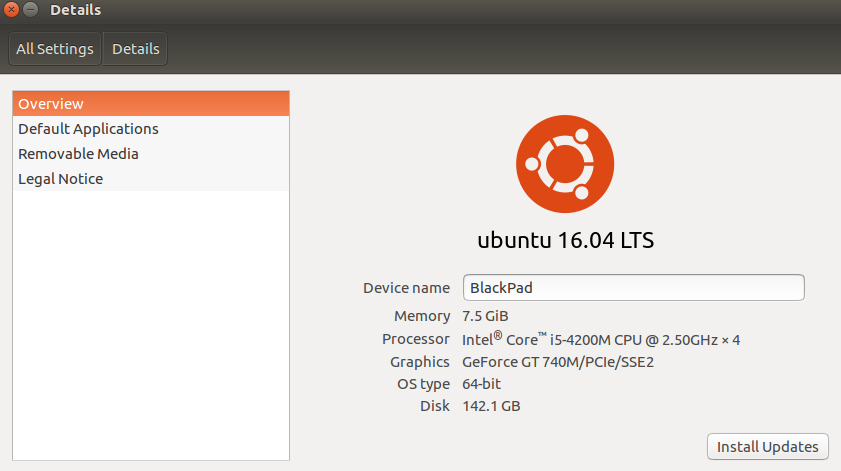 Details
All Settings Details
Overview
Default Applications
Removable Media
Legal Notice
ubuntu 16.04 LTS
Device name BlackPad
Memory 7.5 GiB
Processor Intel® Core™ i5-4200M CPU @ 2.50GHz × 4
Graphics GeForce GT 740M/PCIe/SSE2
OS type 64-bit
Disk 142.1 GB
Install Updates